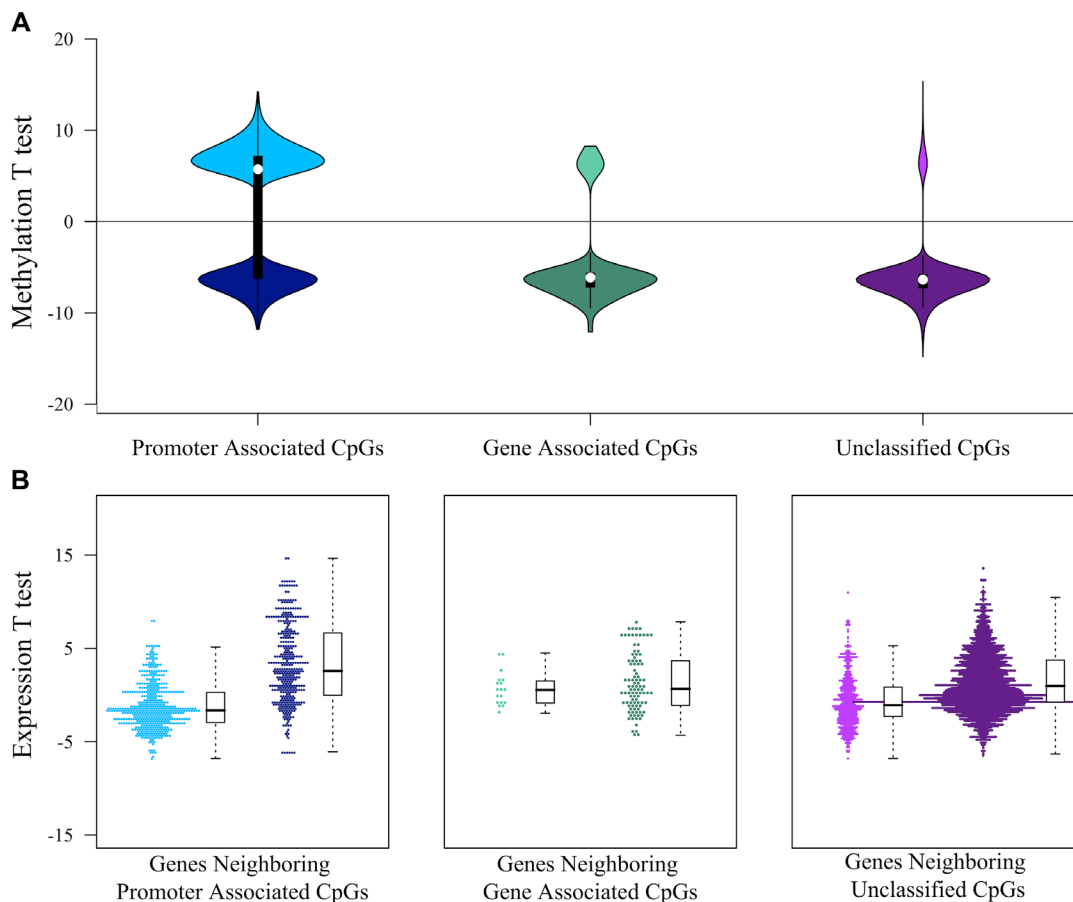 A
Methylation T test
20
10
0
-10
-20
Promoter Associated CpGs
Gene Associated CpGs
Unclassified CpGs
B
Expression T test
15
5
-5
-15
Genes Neighboring
Promoter Associated CpGs
Genes Neighboring
Gene Associated CpGs
Genes Neighboring
Unclassified CpGs